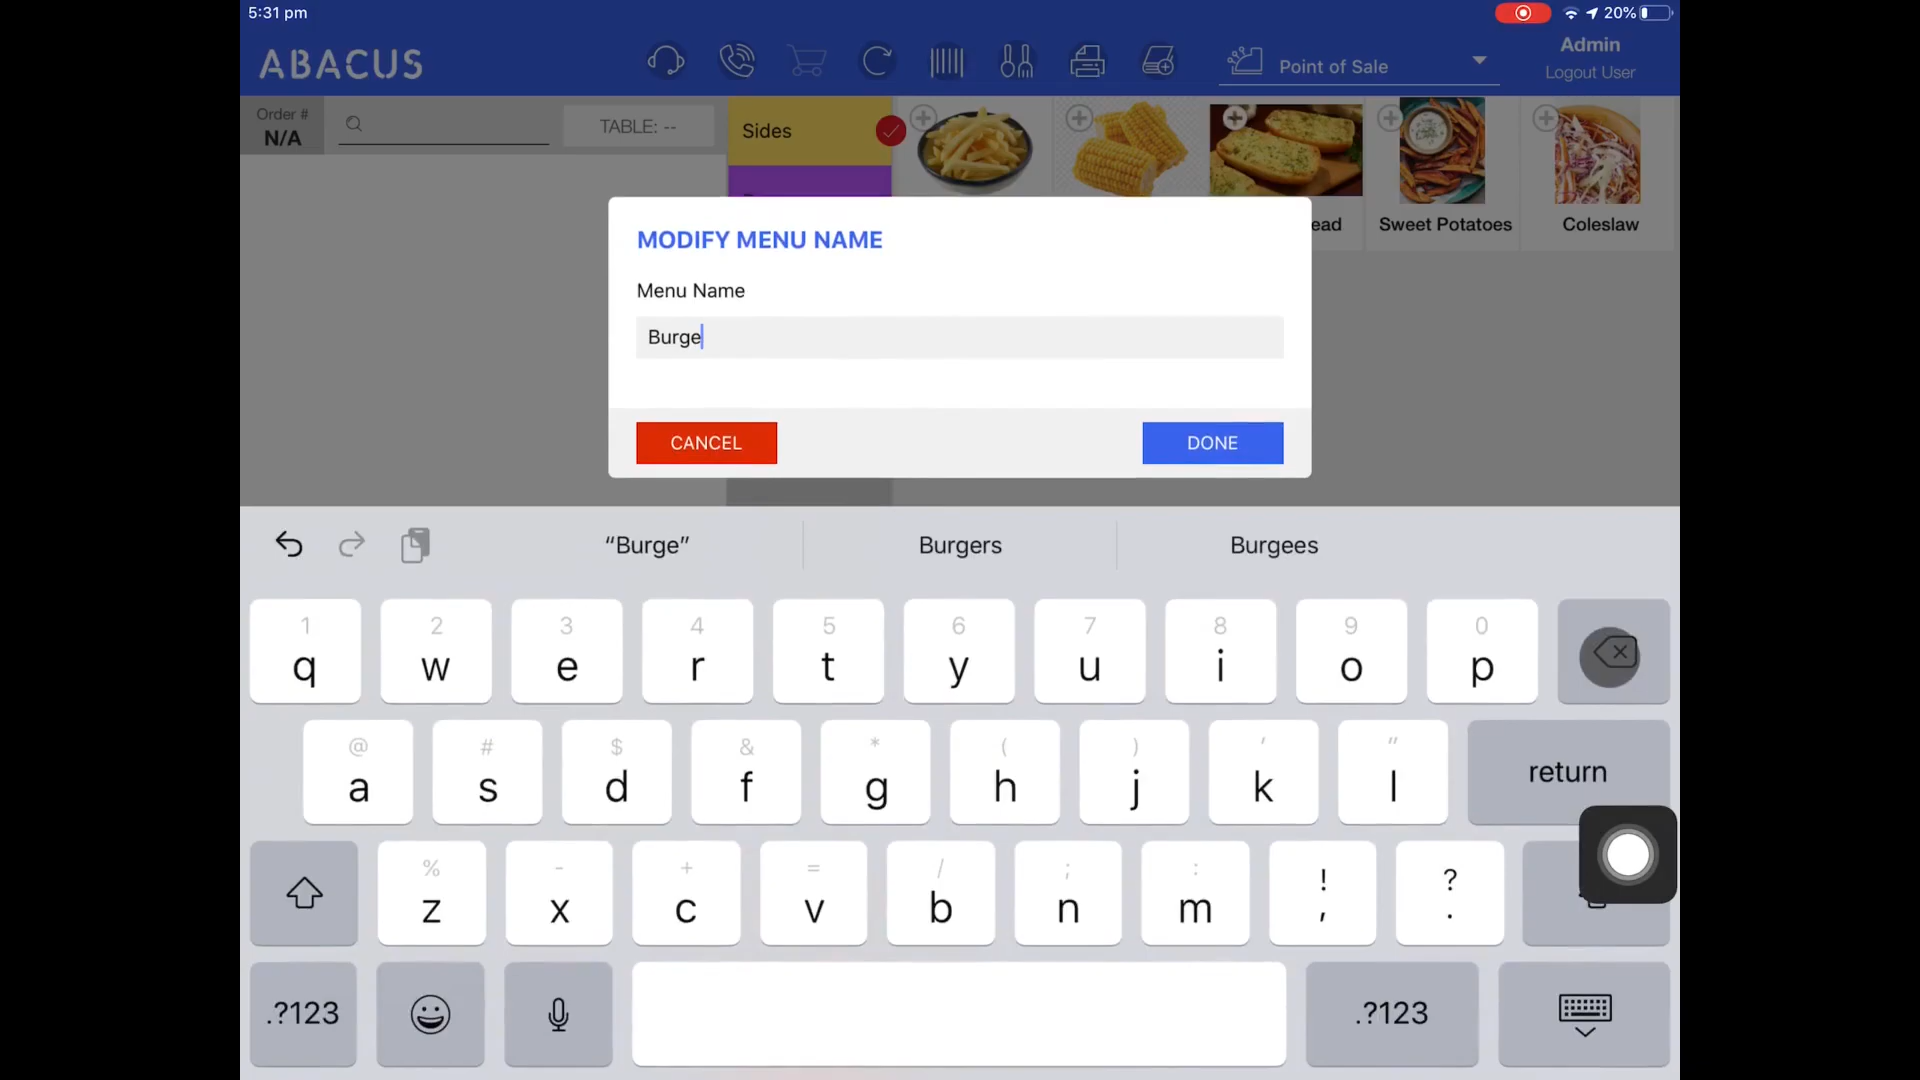 5:31 pm
20%
ABACUS
Point of Sale
Admin
Logout User
Order #
N/A
TABLE: --
Sides
ead
Sweet Potatoes
Coleslaw
MODIFY MENU NAME
Menu Name
Burge
CANCEL
DONE
“Burge”
Burgers
Burgees
1 2 3 4 5 6 7 8 9 0
q w e r t y u i o p
@ # $ & * ( ) ' "
a s d f g h j k l return
% - + = / ; : ! ?
z x c v b n m , .
.?123
.?123